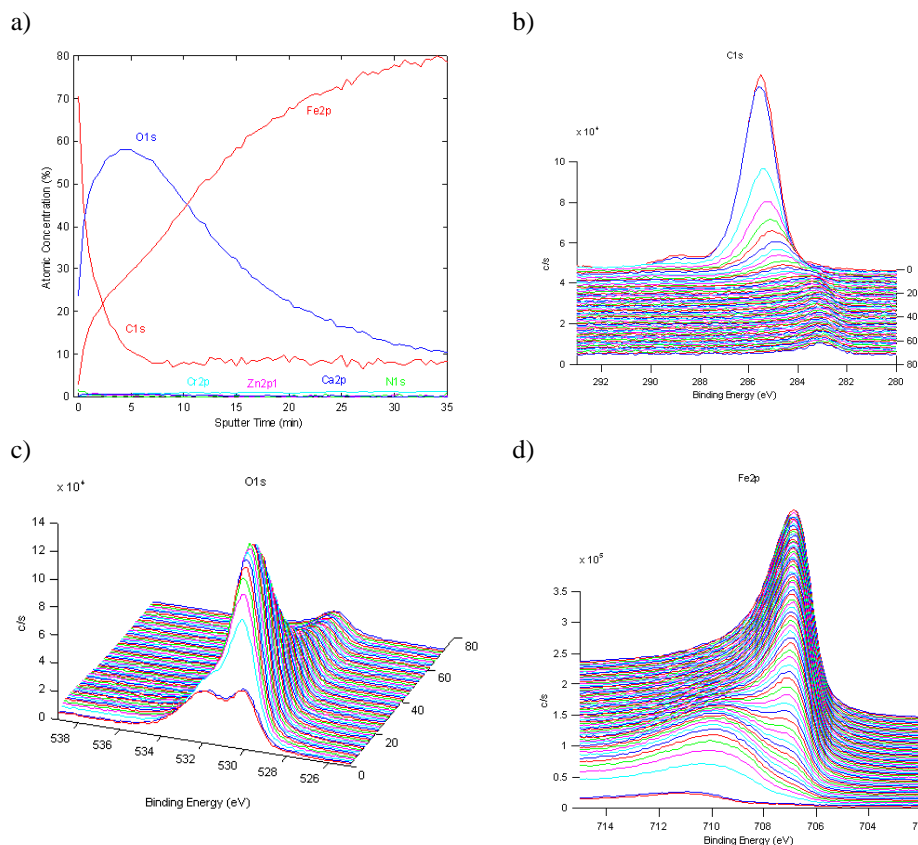 a)
Atomic Concentration (%)
80
70
60
50
40
30
20
10
0
O1s
Fe2p
C1s
Cr2p
Zn2p1
Ca2p
N1s
0 5 10 15 20 25 30 35
Sputter Time (min)
b)
C1s
x 10⁴
c/s
10
8
6
4
2
0
0
20
40
60
80
292 290 288 286 284 282 280
Binding Energy (eV)
c)
O1s
x 10⁴
c/s
14
12
10
8
6
4
2
0
80
60
40
20
0
538 536 534 532 530 528 526
Binding Energy (eV)
d)
Fe2p
x 10⁵
c/s
3.5
3
2.5
2
1.5
1
0.5
0
714 712 710 708 706 704 7
Binding Energy (eV)